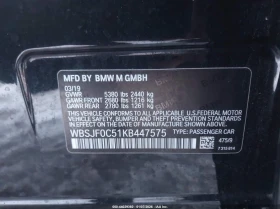 MFD. BY BMW M GMBH
03/19
GVWR 5380 lbs 2440 kg
GAWR FRONT 2680 lbs 1216 kg
GAWR REAR 2780 lbs 1261 kg
THIS VEHICLE CONFORMS TO ALL APPLICABLE U.S.
FEDERAL MOTOR VEHICLE SAFETY, BUMPER AND
THEFT PREVENTION STANDARDS IN EFFECT ON THE
DATE OF MANUFACTURE SHOWN ABOVE.
WBSJF0C51KB447575 TYPE: PASSENGER CAR
475/6